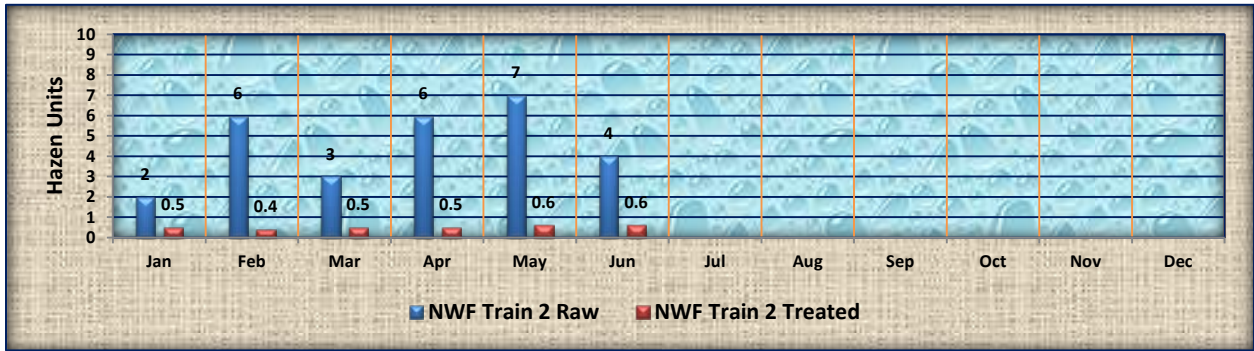 Hazen Units
10
9
8
7
6
5
4
3
2
1
0
2 6 3 6 7 4
0.5 0.4 0.5 0.5 0.6 0.6
Jan Feb Mar Apr May Jun Jul Aug Sep Oct Nov Dec
NWF Train 2 Raw NWF Train 2 Treated